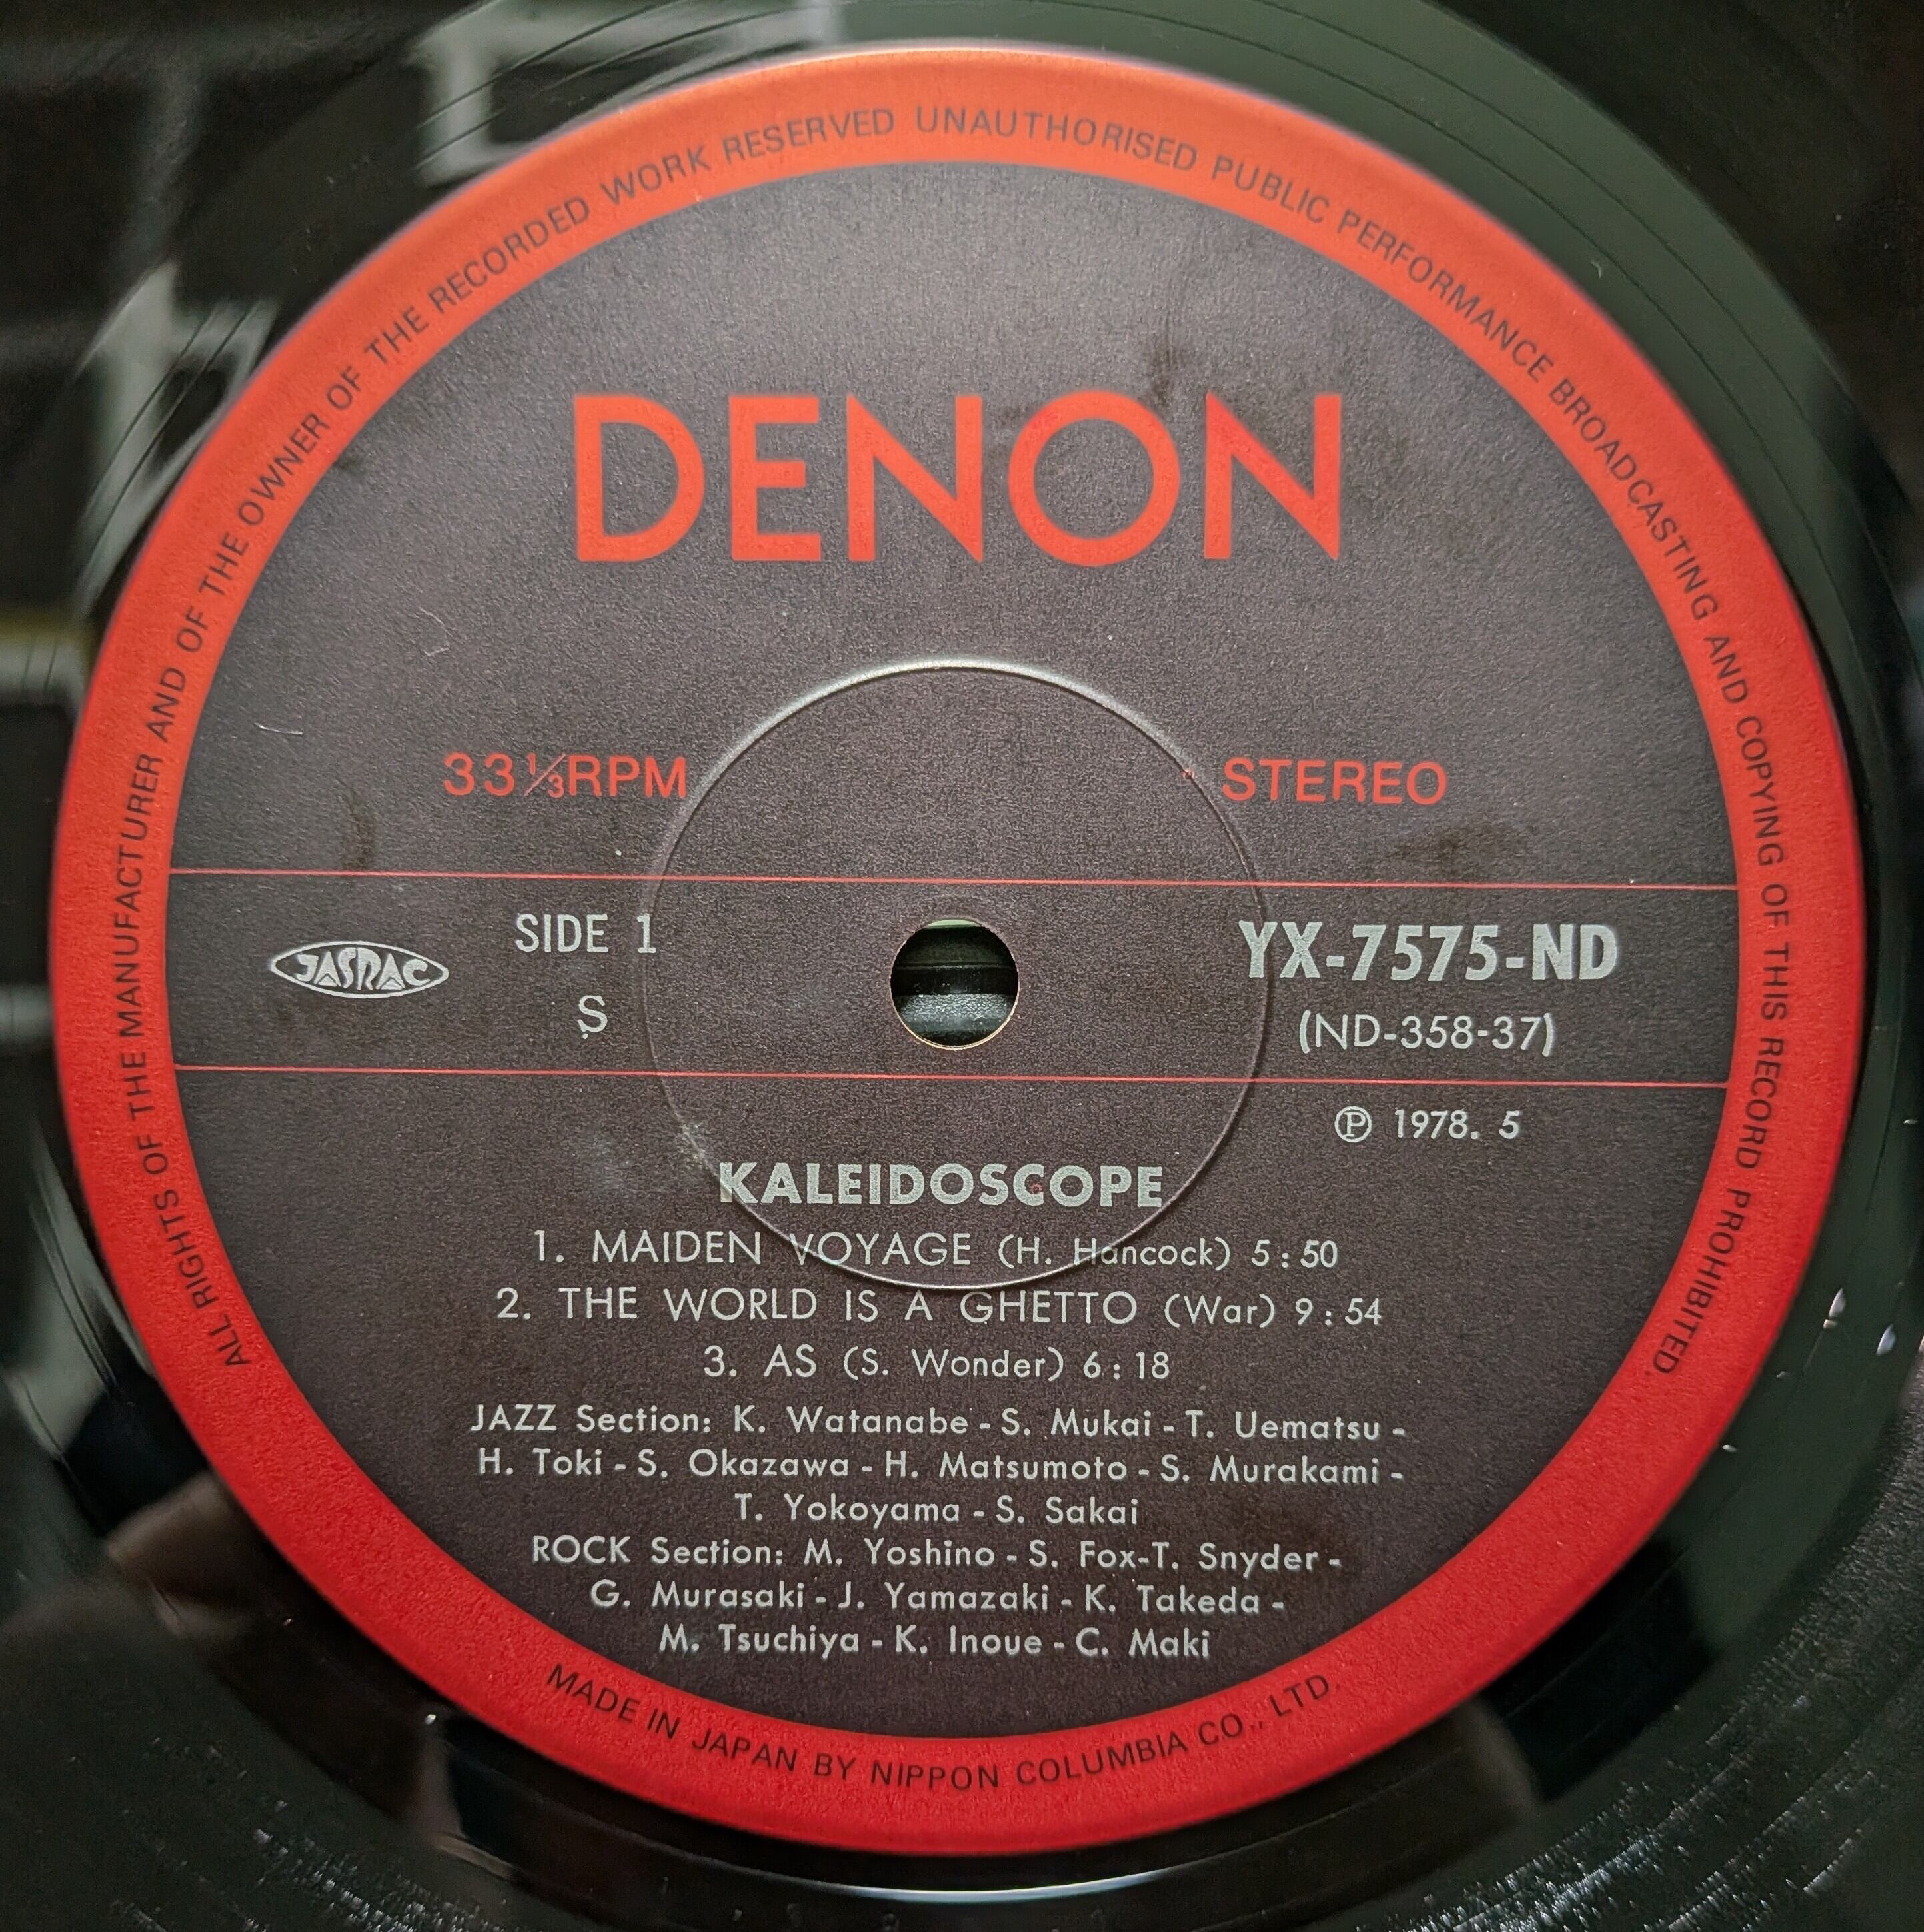 ALL RIGHTS OF THE MANUFACTURER AND OF THE OWNER OF THE RECORDED WORK RESERVED UNAUTHORISED PUBLIC PERFORMANCE BROADCASTING AND COPYING OF THIS RECORD PROHIBITED.
DENON
33 1/3 RPM STEREO
JASRAC SIDE 1 YX-7575-ND
S (ND-358-37)
Ⓟ 1978. 5
KALEIDOSCOPE
1. MAIDEN VOYAGE (H. Hancock) 5:50
2. THE WORLD IS A GHETTO (War) 9:54
3. AS (S. Wonder) 6:18
JAZZ Section: K. Watanabe - S. Mukai - T. Uematsu -
H. Toki - S. Okazawa - H. Matsumoto - S. Murakami -
T. Yokoyama - S. Sakai
ROCK Section: M. Yoshino - S. Fox-T. Snyder -
G. Murasaki - J. Yamazaki - K. Takeda -
M. Tsuchiya - K. Inoue - C. Maki
MADE IN JAPAN BY NIPPON COLUMBIA CO., LTD.